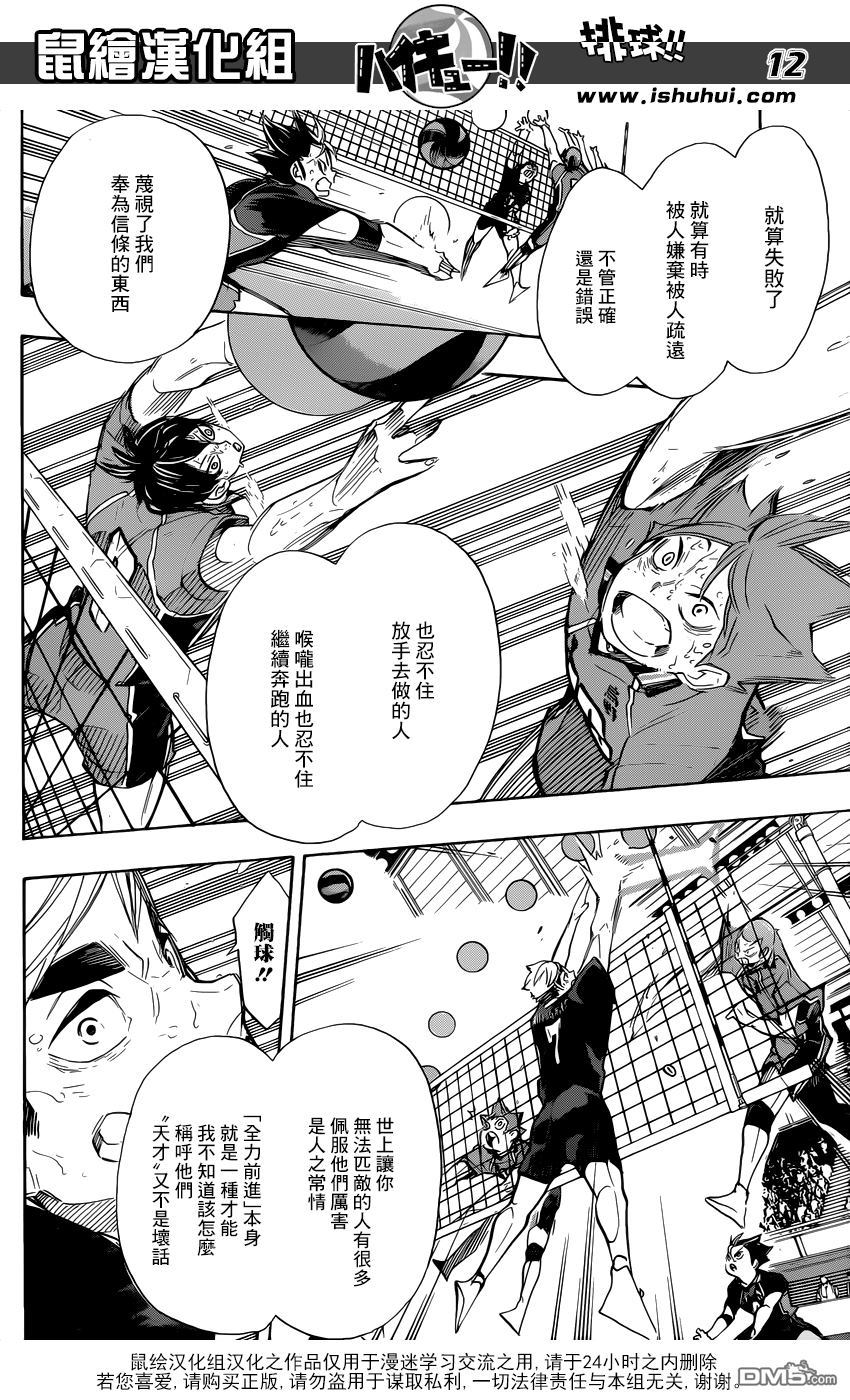 鼠繪漢化組
ハイキュー!!
排球!!
www.ishuhui.com
12
就算失敗了
就算有時
被人嫌棄被人疏遠
不管正確
還是錯誤
蔑視了我們
奉為信條的東西
也忍不住
放手去做的人
喉嚨出血也忍不住
繼續奔跑的人
觸球!!
世上讓你
無法匹敵的人有很多
佩服他們厲害
是人之常情
「全力前進」本身
就是一種才能
我不知道該怎麼
稱呼他們
〝天才〞又不是壞話
7
鼠绘汉化组汉化之作品仅用于漫迷学习交流之用,请于24小时之内删除
若您喜爱,请购买正版,请勿用于谋取私利,一切法律责任与本组无关,谢谢。
DM5.com